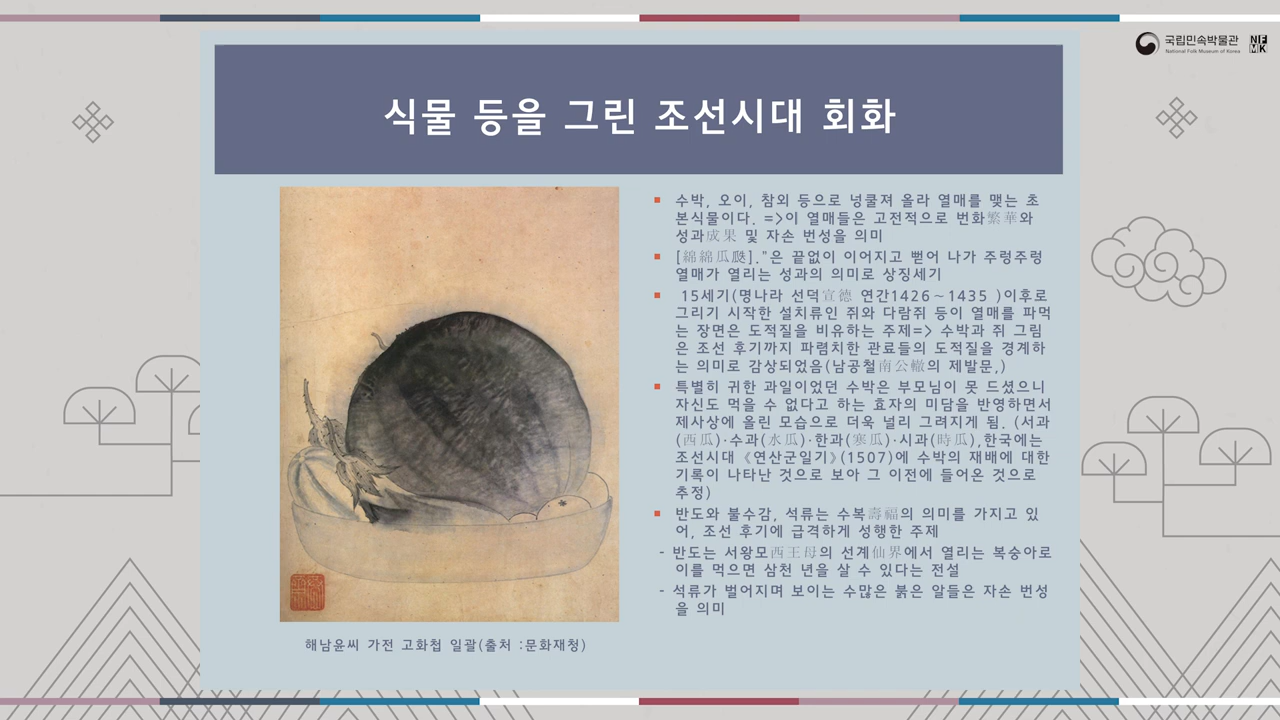 국립민속박물관
National Folk Museum of Korea
NF
MK
식물 등을 그린 조선시대 회화
수박, 오이, 참외 등으로 넝쿨져 올라 열매를 맺는 초
본식물이다. =>이 열매들은 고전적으로 번화繁華와
성과成果 및 자손 번성을 의미
[綿綿瓜瓞]."은 끝없이 이어지고 뻗어 나가 주렁주렁
열매가 열리는 성과의 의미로 상징세기
15세기(명나라 선덕宣德 연간1426~1435 )이후로
그리기 시작한 설치류인 쥐와 다람쥐 등이 열매를 파먹
는 장면은 도적질을 비유하는 주제=> 수박과 쥐 그림
은 조선 후기까지 파렴치한 관료들의 도적질을 경계하
는 의미로 감상되었음(남공철南公轍의 제발문,)
특별히 귀한 과일이었던 수박은 부모님이 못 드셨으니
자신도 먹을 수 없다고 하는 효자의 미담을 반영하면서
제사상에 올린 모습으로 더욱 널리 그려지게 됨. (서과
(西瓜)·수과(水瓜)·한과(寒瓜)·시과(時瓜),한국에는
조선시대 《연산군일기》(1507)에 수박의 재배에 대한
기록이 나타난 것으로 보아 그 이전에 들어온 것으로
추정)
반도와 불수감, 석류는 수복壽福의 의미를 가지고 있
어, 조선 후기에 급격하게 성행한 주제
- 반도는 서왕모西王母의 선계仙界에서 열리는 복숭아로
이를 먹으면 삼천 년을 살 수 있다는 전설
- 석류가 벌어지며 보이는 수많은 붉은 알들은 자손 번성
을 의미
해남윤씨 가전 고화첩 일괄(출처 :문화재청)